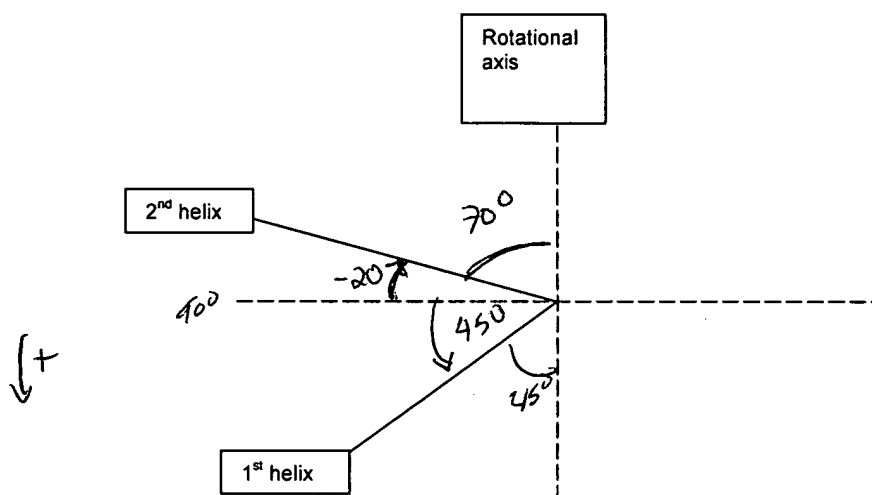 Rotational
axis
2nd helix
70°
-20
90°
45°
+
45°
1st helix